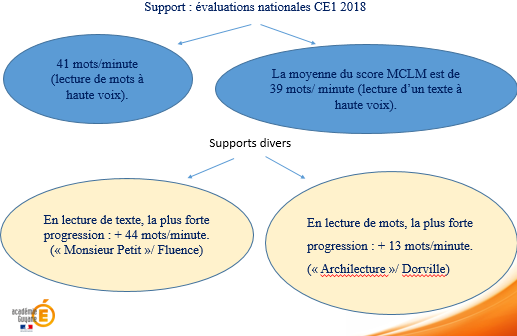 Support : évaluations nationales CE1 2018
41 mots/minute
(lecture de mots à
haute voix).
La moyenne du score MCLM est de
39 mots/ minute (lecture d’un texte à
haute voix).
Supports divers
En lecture de texte, la plus forte
progression : + 44 mots/minute.
(« Monsieur Petit »/ Fluence)
En lecture de mots, la plus forte
progression : + 13 mots/minute.
(« Architecture »/ Dorville)
académie
Guyane